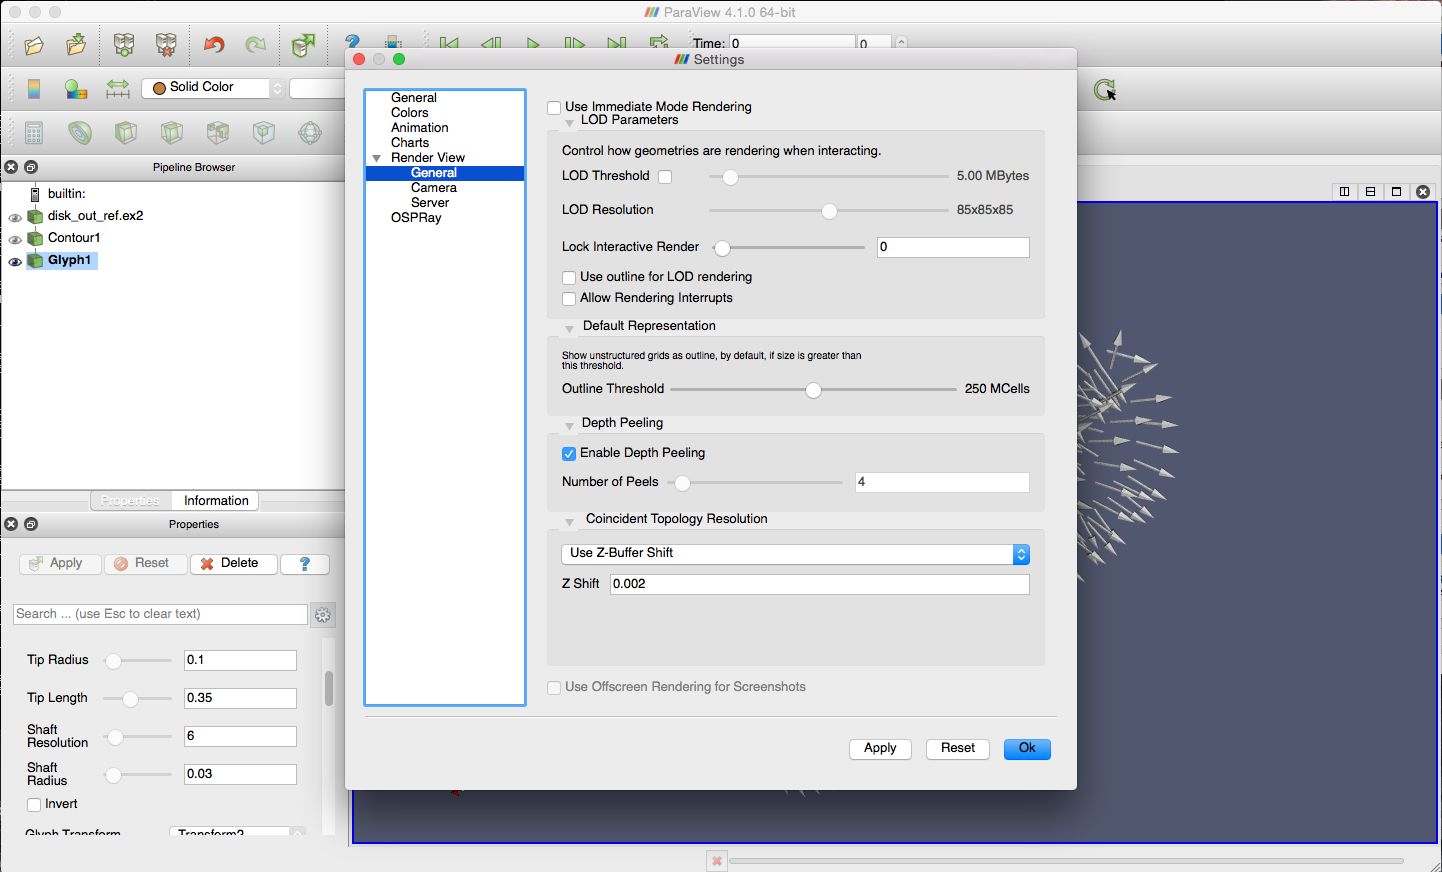 ParaView 4.1.0 64-bit
Time: 0
0
Solid Color
Pipeline Browser
builtin:
disk_out_ref.ex2
Contour1
Glyph1
Properties
Information
Properties
Apply
Reset
Delete
?
Search ... (use Esc to clear text)
Tip Radius
0.1
Tip Length
0.35
Shaft
Resolution
6
Shaft
Radius
0.03
Invert
Glyph Transform
Transform2
Settings
General
Colors
Animation
Charts
Render View
General
Camera
Server
OSPRay
Use Immediate Mode Rendering
LOD Parameters
Control how geometries are rendering when interacting.
LOD Threshold
5.00 MBytes
LOD Resolution
85x85x85
Lock Interactive Render
0
Use outline for LOD rendering
Allow Rendering Interrupts
Default Representation
Show unstructured grids as outline, by default, if size is greater than
this threshold.
Outline Threshold
250 MCells
Depth Peeling
Enable Depth Peeling
Number of Peels
4
Coincident Topology Resolution
Use Z-Buffer Shift
Z Shift
0.002
Use Offscreen Rendering for Screenshots
Apply
Reset
Ok